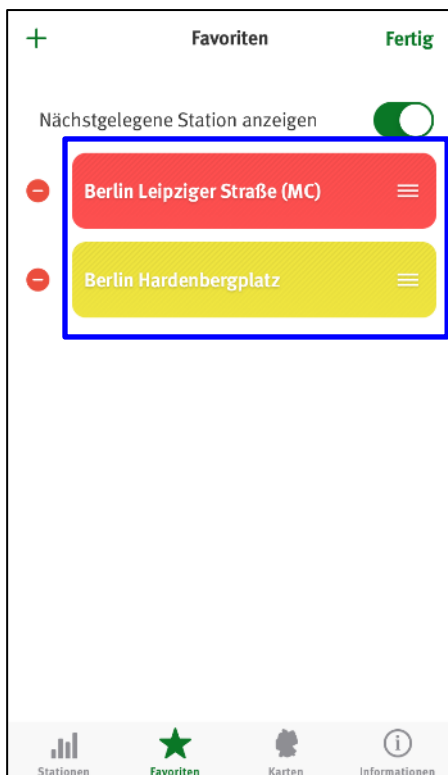 + Favoriten Fertig
Nächstgelegene Station anzeigen
Berlin Leipziger Straße (MC)
Berlin Hardenbergplatz
Stationen Favoriten Karten Informationen